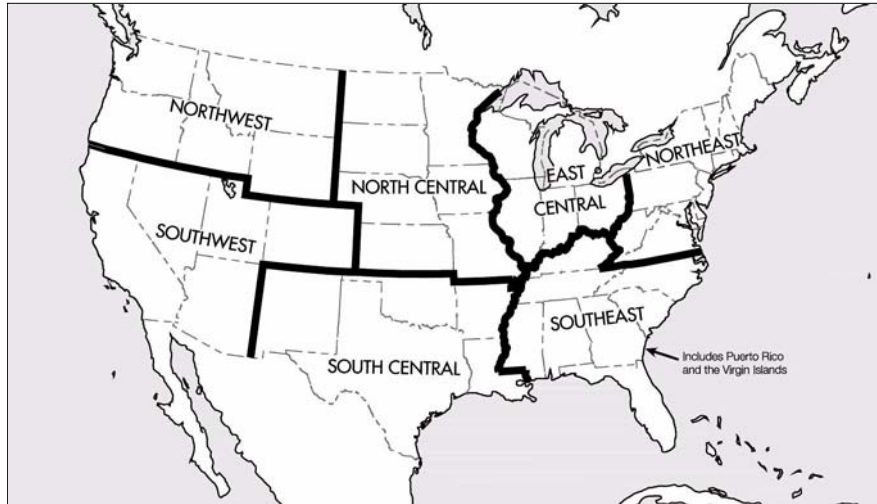 NORTHWEST
NORTHEAST
EAST
NORTH CENTRAL
CENTRAL
SOUTHWEST
SOUTHEAST
Includes Puerto Rico
and the Virgin Islands
SOUTH CENTRAL